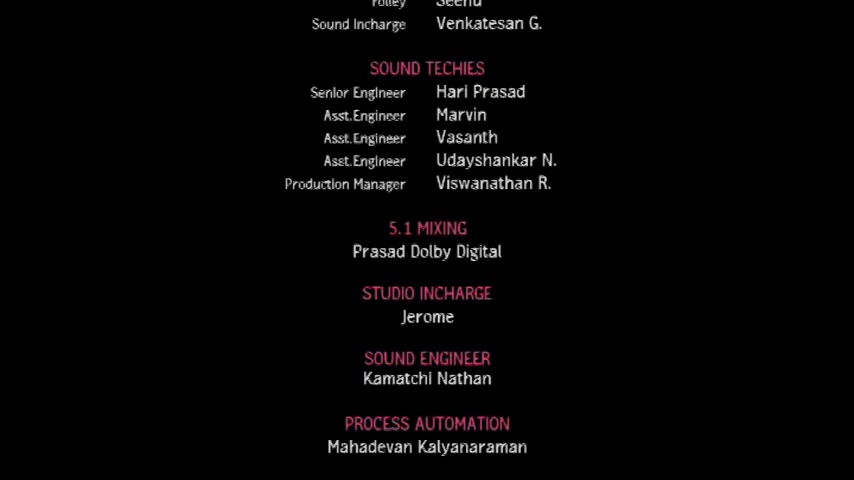 Foley Seenu
Sound Incharge Venkatesan G.
SOUND TECHIES
Senior Engineer Hari Prasad
Asst.Engineer Marvin
Asst.Engineer Vasanth
Asst.Engineer Udayshankar N.
Production Manager Viswanathan R.
5.1 MIXING
Prasad Dolby Digital
STUDIO INCHARGE
Jerome
SOUND ENGINEER
Kamatchi Nathan
PROCESS AUTOMATION
Mahadevan Kalyanaraman